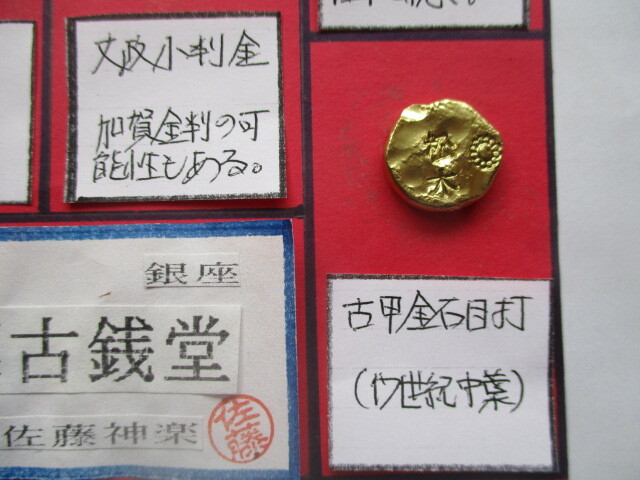 文政小判金
加賀金判の可
能性もある。
銀座
古銭堂
佐藤神楽
佐藤
古甲金石目打
(17世紀中葉)